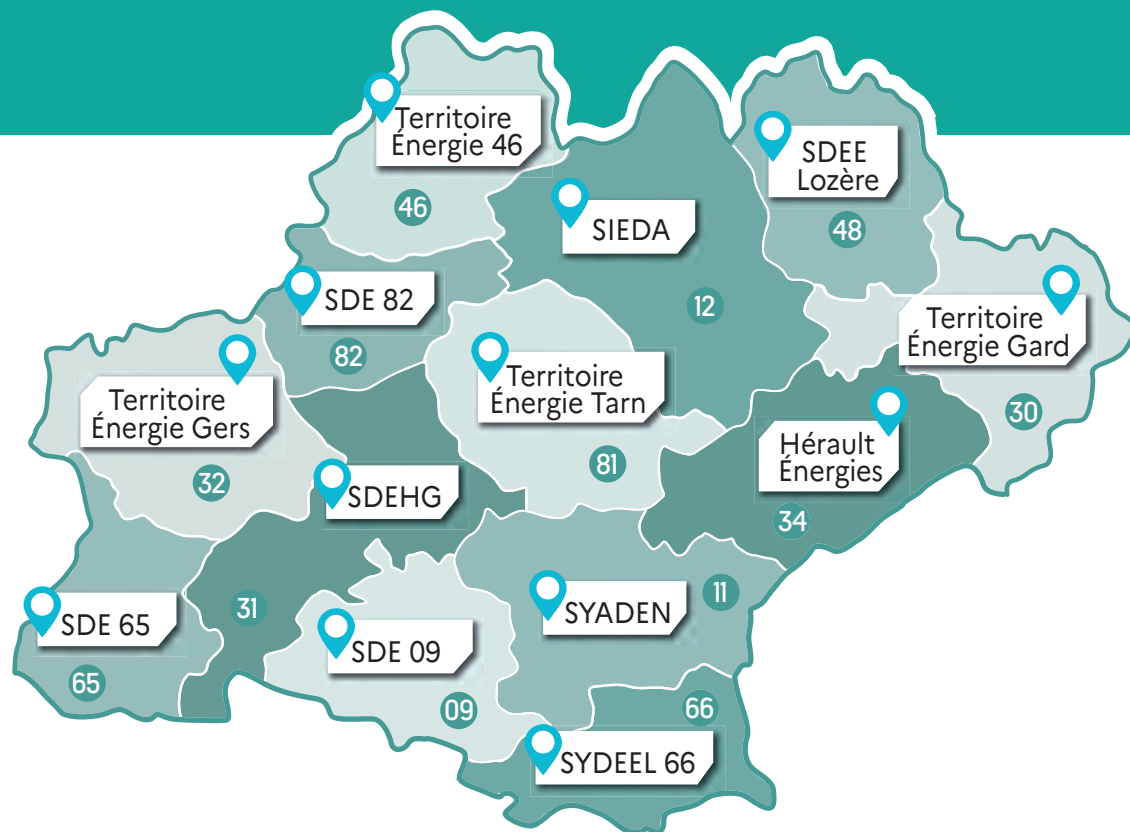 Territoire
Énergie 46
46
SDEE
Lozère
48
SIEDA
12
SDE 82
82
Territoire
Énergie Gard
30
Territoire
Énergie Gers
32
Territoire
Énergie Tarn
81
Hérault
Énergies
34
SDEHG
31
SDE 65
65
SDE 09
09
SYADEN
11
66
SYDEEL 66